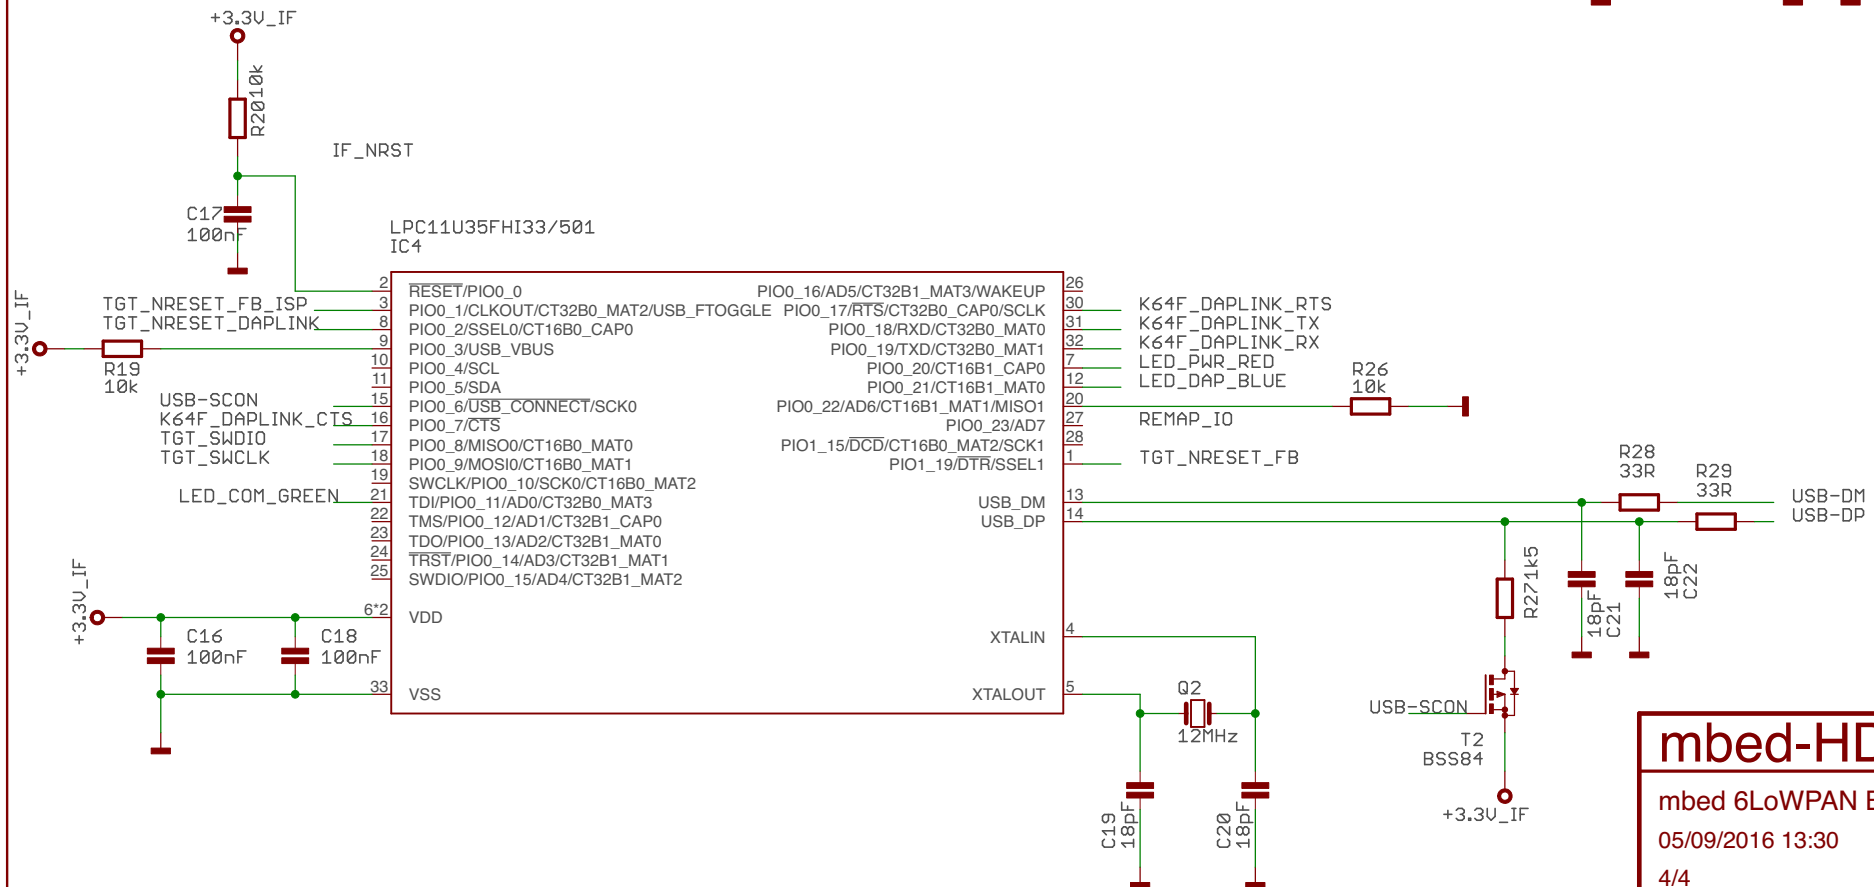 +3.3V_IF
R20
10k
IF_NRST
C17
100nF
LPC11U35FHI33/501
IC4
+3.3V_IF
R19
10k
TGT_NRESET_FB_ISP
TGT_NRESET_DAPLINK
USB-SCON
K64F_DAPLINK_CTS
TGT_SWDIO
TGT_SWCLK
LED_COM_GREEN
2 RESET/PIO0_0
3 PIO0_1/CLKOUT/CT32B0_MAT2/USB_FTOGGLE
8 PIO0_2/SSEL0/CT16B0_CAP0
9 PIO0_3/USB_VBUS
10 PIO0_4/SCL
11 PIO0_5/SDA
15 PIO0_6/USB_CONNECT/SCK0
16 PIO0_7/CTS
17 PIO0_8/MISO0/CT16B0_MAT0
18 PIO0_9/MOSI0/CT16B0_MAT1
19 SWCLK/PIO0_10/SCK0/CT16B0_MAT2
21 TDI/PIO0_11/AD0/CT32B0_MAT3
22 TMS/PIO0_12/AD1/CT32B1_CAP0
23 TDO/PIO0_13/AD2/CT32B1_MAT0
24 TRST/PIO0_14/AD3/CT32B1_MAT1
25 SWDIO/PIO0_15/AD4/CT32B1_MAT2
6*2 VDD
33 VSS
+3.3V_IF
C16
100nF
C18
100nF
PIO0_16/AD5/CT32B1_MAT3/WAKEUP 26
PIO0_17/RTS/CT32B0_CAP0/SCLK 30
PIO0_18/RXD/CT32B0_MAT0 31
PIO0_19/TXD/CT32B0_MAT1 32
PIO0_20/CT16B1_CAP0 7
PIO0_21/CT16B1_MAT0 12
PIO0_22/AD6/CT16B1_MAT1/MISO1 20
PIO0_23/AD7 27
PIO1_15/DCD/CT16B0_MAT2/SCK1 28
PIO1_19/DTR/SSEL1 1
USB_DM 13
USB_DP 14
XTALIN 4
XTALOUT 5
K64F_DAPLINK_RTS
K64F_DAPLINK_TX
K64F_DAPLINK_RX
LED_PWR_RED
LED_DAP_BLUE
REMAP_IO
TGT_NRESET_FB
R26
10k
R28
33R
R29
33R
USB-DM
USB-DP
R27
1k5
18pF
C21
18pF
C22
Q2
12MHz
C19
18pF
C20
18pF
USB-SCON
T2
BSS84
+3.3V_IF
mbed-HD
mbed 6LoWPAN
05/09/2016 13:30
4/4